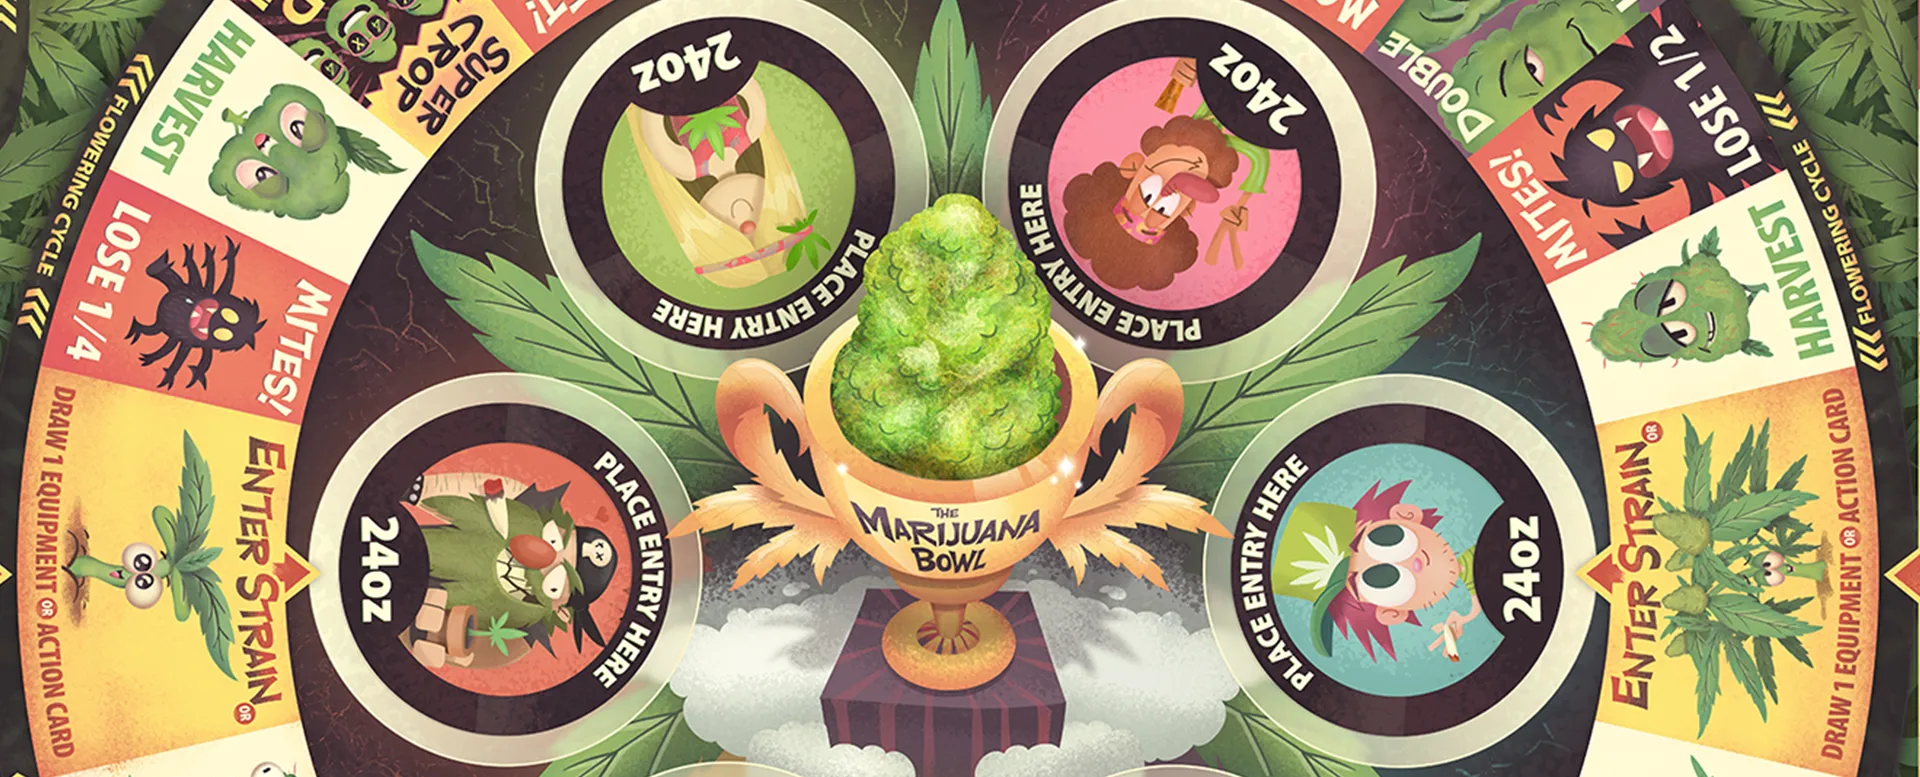 SUPER
CROP
HARVEST
FLOWERING CYCLE
LOSE 1/4
MITES!
DRAW 1 EQUIPMENT OR ACTION CARD
ENTER STRAIN
OR
24OZ
PLACE ENTRY HERE
24OZ
PLACE ENTRY HERE
24OZ
PLACE ENTRY HERE
24OZ
PLACE ENTRY HERE
THE
MARIJUANA
BOWL
DOUBLE
LOSE 1/2
MITES!
HARVEST
FLOWERING CYCLE
ENTER STRAIN
OR
DRAW 1 EQUIPMENT OR ACTION CARD